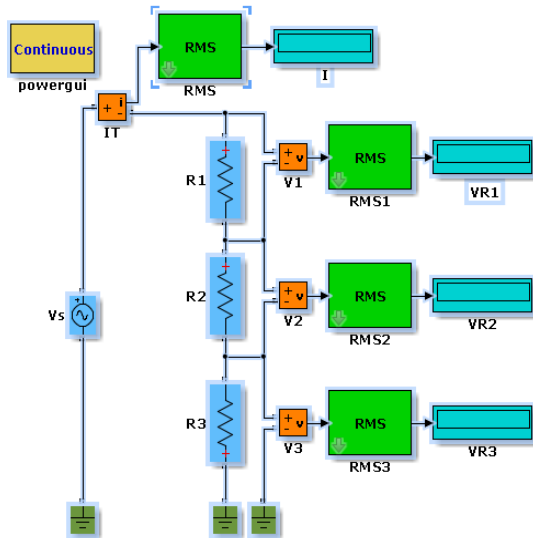 Continuous
powergui
RMS
RMS
I
i
+
-
IT
R1
+
-
v
V1
RMS
RMS1
VR1
Vs
+
R2
+
-
v
V2
RMS
RMS2
VR2
R3
+
-
v
V3
RMS
RMS3
VR3